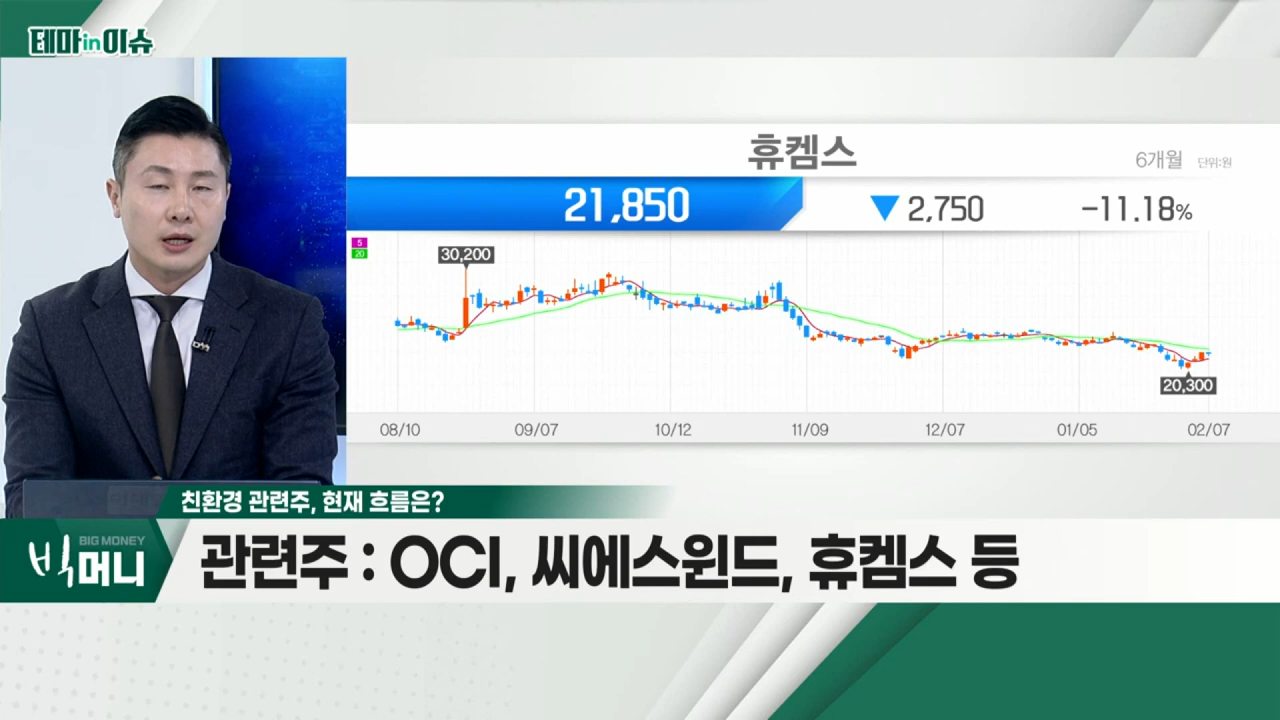 테마in이슈
휴켐스
6개월 단위:원
21,850 ▼2,750 -11.18%
5
20
30,200
20,300
08/10 09/07 10/12 11/09 12/07 01/05 02/07
친환경 관련주, 현재 흐름은?
BIG MONEY
빅머니
관련주 : OCI, 씨에스윈드, 휴켐스 등